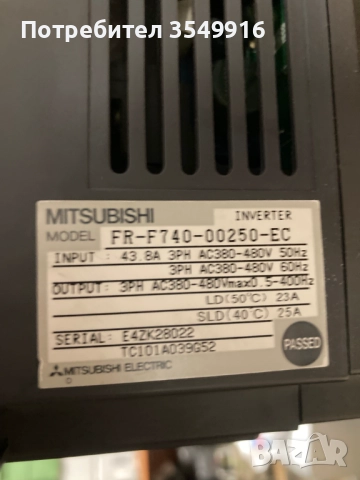 Потребител 3549916
MITSUBISHI INVERTER
MODEL FR-F740-00250-EC
INPUT : 43.8A 3PH AC380-480V 50Hz
3PH AC380-480V 60Hz
OUTPUT: 3PH AC380-480Vmax0.5-400Hz
LD(50°C) 23A
SLD(40°C) 25A
SERIAL: E4ZK28022
TC101A039G52
PASSED
MITSUBISHI ELECTRIC
BAZAR
bg